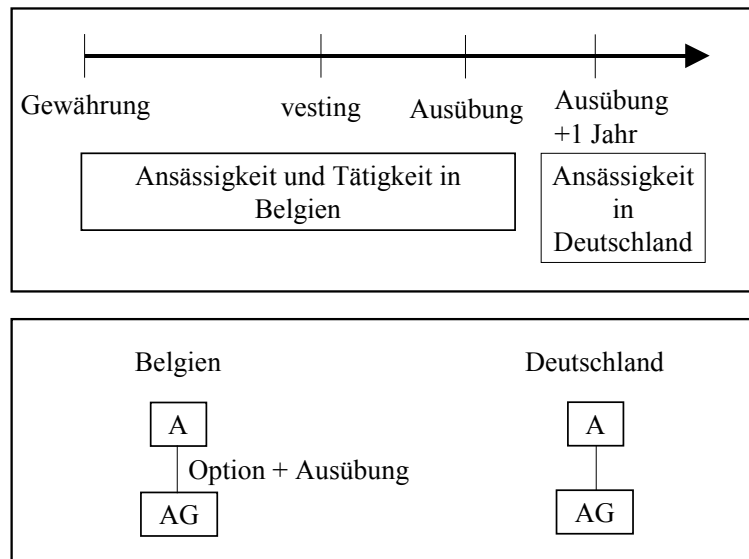 Gewährung
vesting
Ausübung
Ausübung
+1 Jahr
Ansässigkeit und Tätigkeit in
Belgien
Ansässigkeit
in
Deutschland
Belgien
Deutschland
A
A
Option + Ausübung
AG
AG